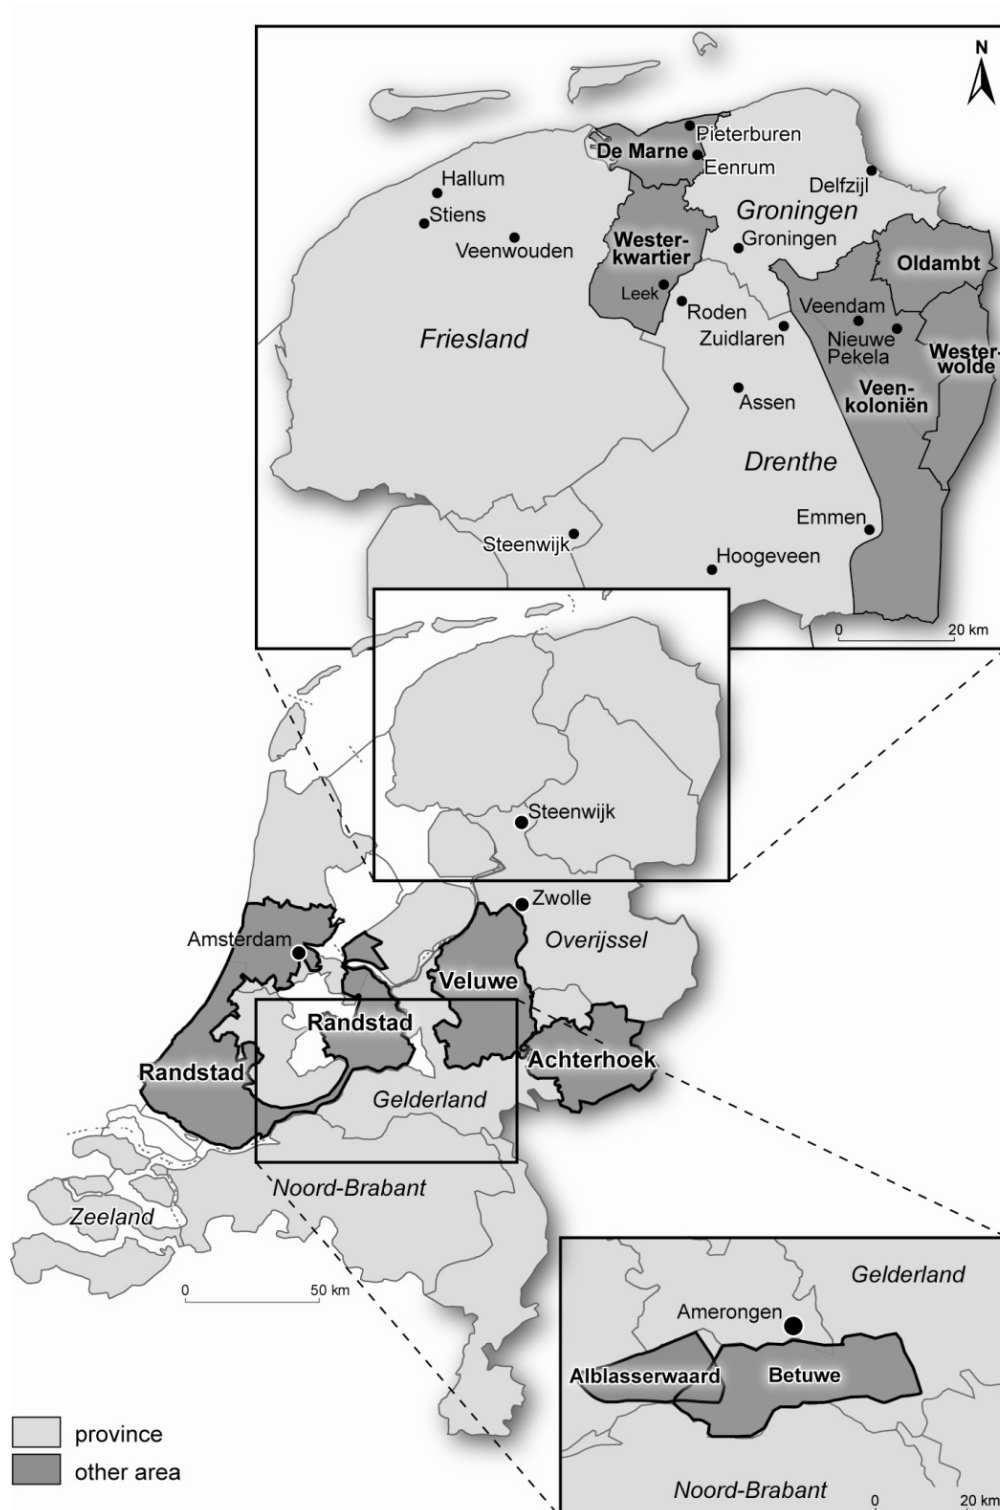 N
Pieterburen
De Marne
Eenrum
Hallum
Delfzijl
Stiens
Groningen
Veenwouden
Wester-
kwartier
Groningen
Oldambt
Leek
Roden
Veendam
Zuidlaren
Nieuwe
Pekela
Friesland
Wester-
wolde
Veen-
koloniën
Assen
Drenthe
Emmen
Steenwijk
Hoogeveen
0 20 km
Steenwijk
Zwolle
Amsterdam
Overijssel
Veluwe
Randstad
Achterhoek
Randstad
Gelderland
Noord-Brabant
Zeeland
0 50 km
Gelderland
Amerongen
Alblasserwaard
Betuwe
Noord-Brabant
0 20 km
province
other area